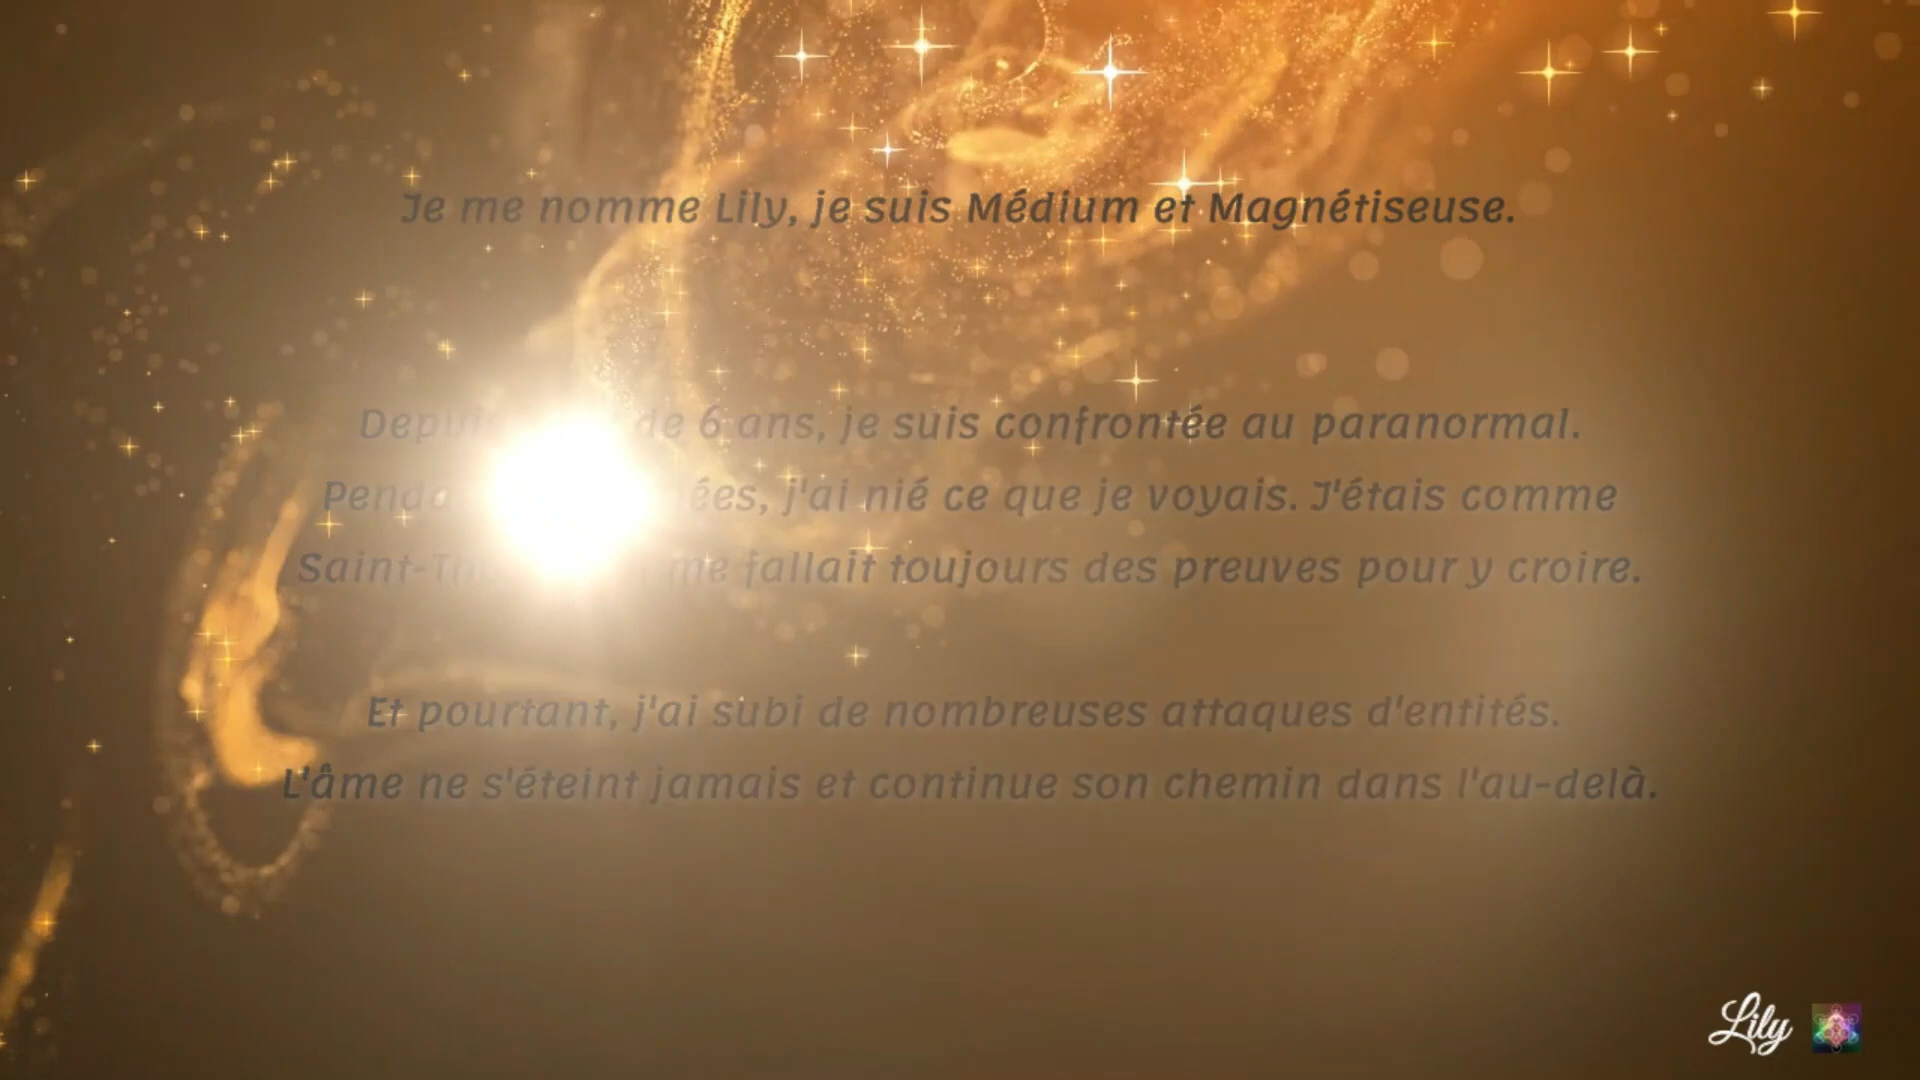 Je me nomme Lily, je suis Médium et Magnétiseuse.
de 6 ans, je suis confrontée au paranormal.
j'ai nié ce que je voyais. J'étais comme
me fallait toujours des preuves pour y croire.
Et pourtant, j'ai subi de nombreuses attaques d'entités.
L'âme ne s'éteint jamais et continue son chemin dans l'au-delà.
Lily